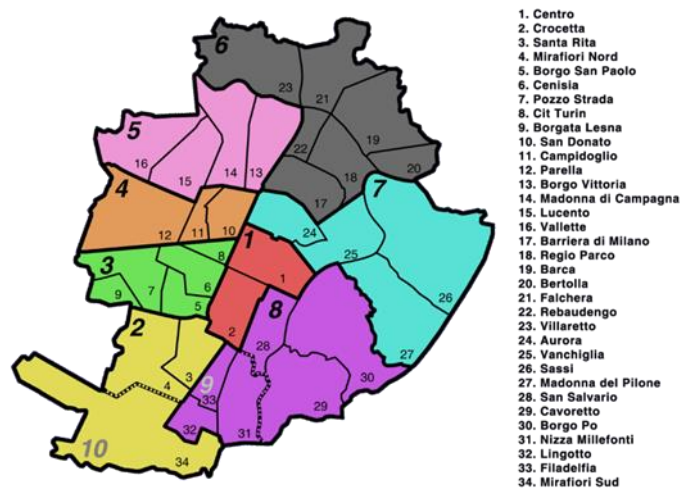 1. Centro
2. Crocetta
3. Santa Rita
4. Mirafiori Nord
5. Borgo San Paolo
6. Cenisia
7. Pozzo Strada
8. Cit Turin
9. Borgata Lesna
10. San Donato
11. Campidoglio
12. Parella
13. Borgo Vittoria
14. Madonna di Campagna
15. Lucento
16. Vallette
17. Barriera di Milano
18. Regio Parco
19. Barca
20. Bertolla
21. Falchera
22. Rebaudengo
23. Villaretto
24. Aurora
25. Vanchiglia
26. Sassi
27. Madonna del Pilone
28. San Salvario
29. Cavoretto
30. Borgo Po
31. Nizza Millefonti
32. Lingotto
33. Filadelfia
34. Mirafiori Sud
6
23
21
5
22
19
16
14
13
20
15
18
4
7
17
12
11
10
24
1
8
25
3
6
1
9
7
5
8
26
2
2
28
27
3
9
30
4
33
29
32
31
10
34